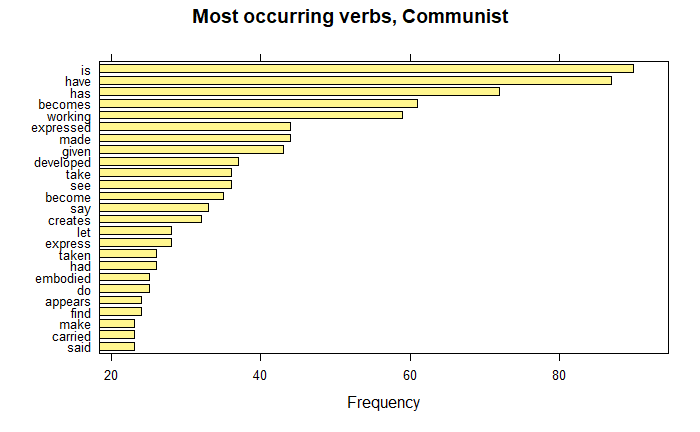 Most occurring verbs, Communist
is
have
has
becomes
working
expressed
made
given
developed
take
see
become
say
creates
let
express
taken
had
embodied
do
appears
find
make
carried
said
20 40 60 80
Frequency